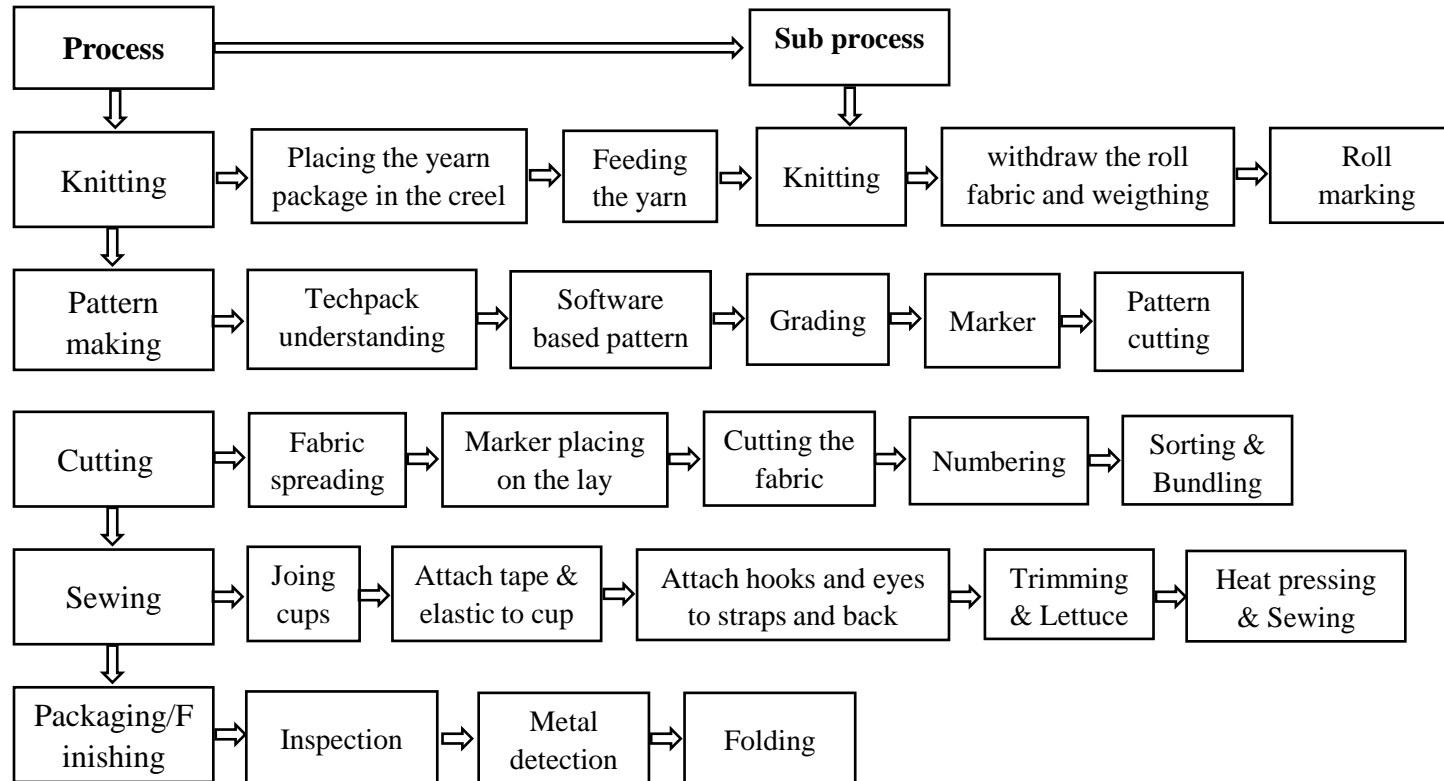 Process
Sub process
Knitting
Placing the yearn
package in the creel
Feeding
the yarn
Knitting
withdraw the roll
fabric and weigthing
Roll
marking
Pattern
making
Techpack
understanding
Software
based pattern
Grading
Marker
Pattern
cutting
Cutting
Fabric
spreading
Marker placing
on the lay
Cutting the
fabric
Numbering
Sorting &
Bundling
Sewing
Joing
cups
Attach tape &
elastic to cup
Attach hooks and eyes
to straps and back
Trimming
& Lettuce
Heat pressing
& Sewing
Packaging/F
inishing
Inspection
Metal
detection
Folding